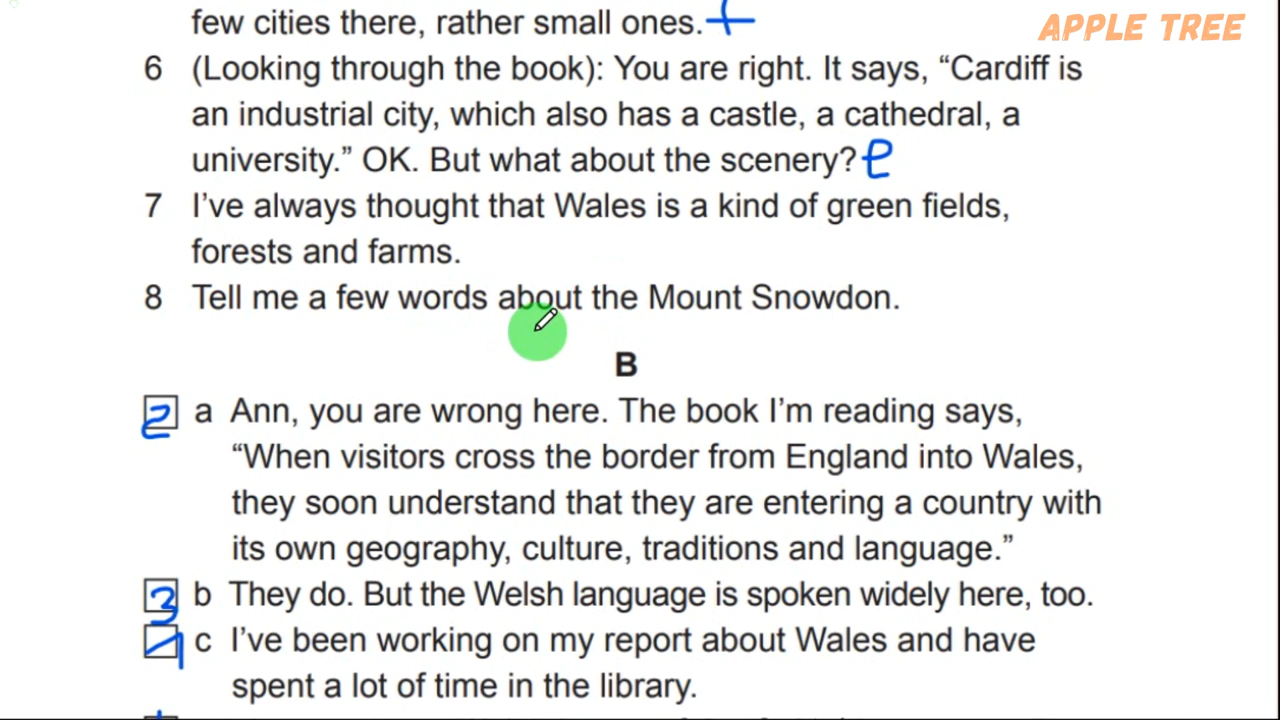 few cities there, rather small ones. f
APPLE TREE
6 (Looking through the book): You are right. It says, “Cardiff is
an industrial city, which also has a castle, a cathedral, a
university.” OK. But what about the scenery? e
7 I’ve always thought that Wales is a kind of green fields,
forests and farms.
8 Tell me a few words about the Mount Snowdon.
B
2 a Ann, you are wrong here. The book I’m reading says,
“When visitors cross the border from England into Wales,
they soon understand that they are entering a country with
its own geography, culture, traditions and language.”
3 b They do. But the Welsh language is spoken widely here, too.
1 c I’ve been working on my report about Wales and have
spent a lot of time in the library.